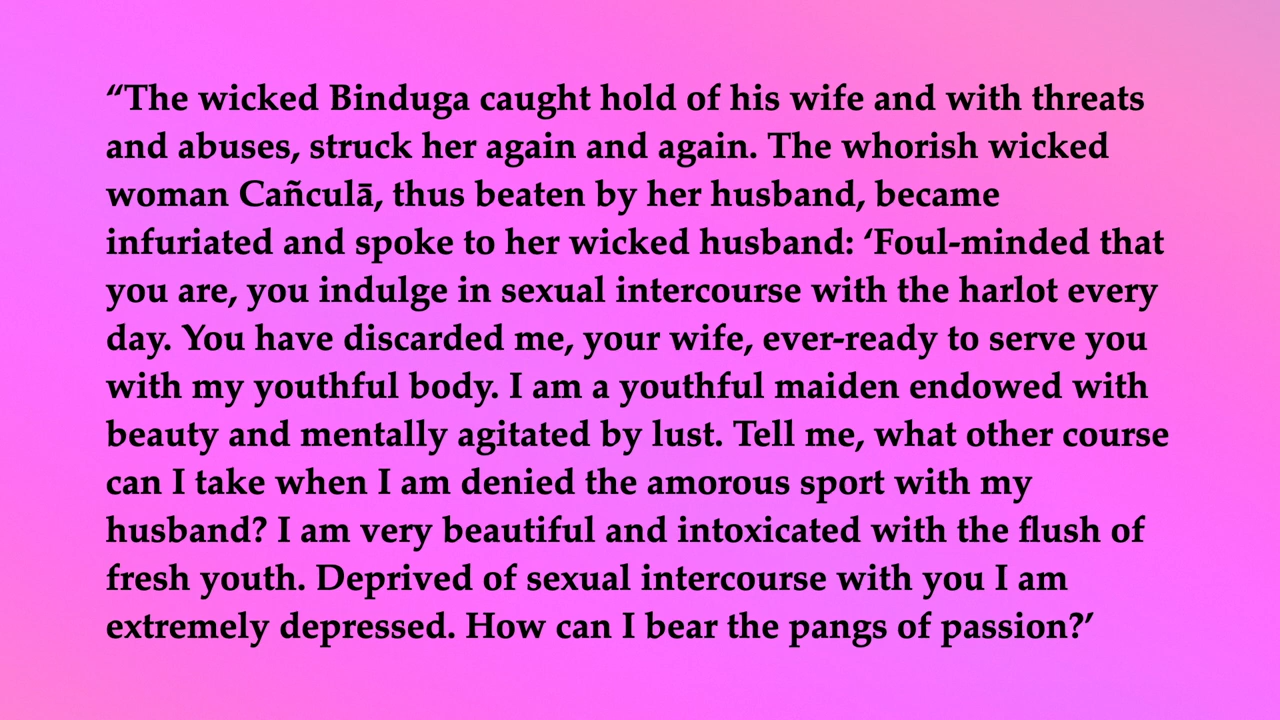 “The wicked Binduga caught hold of his wife and with threats
and abuses, struck her again and again. The whorish wicked
woman Cañculā, thus beaten by her husband, became
infuriated and spoke to her wicked husband: ‘Foul-minded that
you are, you indulge in sexual intercourse with the harlot every
day. You have discarded me, your wife, ever-ready to serve you
with my youthful body. I am a youthful maiden endowed with
beauty and mentally agitated by lust. Tell me, what other course
can I take when I am denied the amorous sport with my
husband? I am very beautiful and intoxicated with the flush of
fresh youth. Deprived of sexual intercourse with you I am
extremely depressed. How can I bear the pangs of passion?’